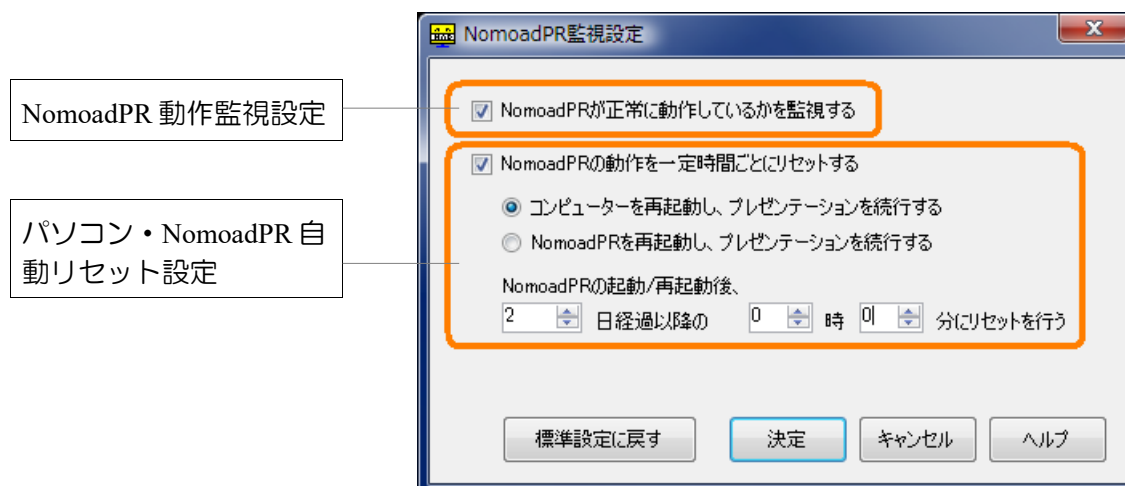 NomoadPR監視設定
NomoadPR 動作監視設定
NomoadPRが正常に動作しているかを監視する
パソコン・NomoadPR 自
動リセット設定
NomoadPRの動作を一定時間ごとにリセットする
コンピューターを再起動し、プレゼンテーションを続行する
NomoadPRを再起動し、プレゼンテーションを続行する
NomoadPRの起動/再起動後、
2 日経過以降の 0 時 0 分にリセットを行う
標準設定に戻す 決定 キャンセル ヘルプ